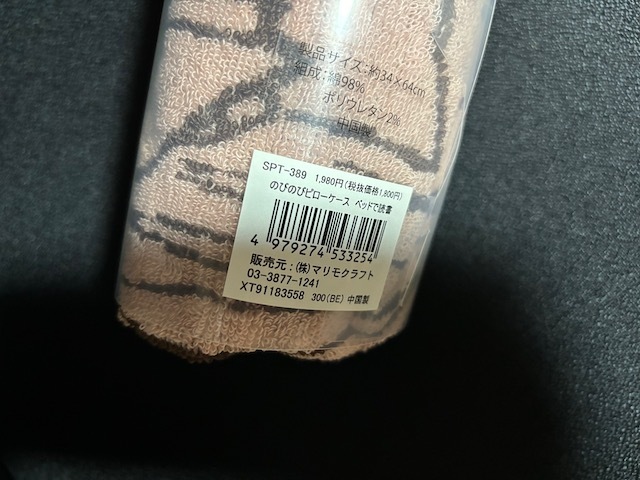 製品サイズ:約34×64cm
組成:綿98%
ポリウレタン2%
中国製
SPT-389 1,980円(税抜価格1,800円)
のびのびピローケース ベッドで読書
4 979274 533254
販売元:(株)マリモクラフト
03-3877-1241
XT91183558 300(BE) 中国製